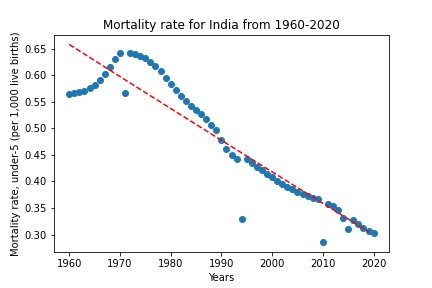 Mortality rate for India from 1960-2020
Mortality rate, under-5 (per 1,000 live births)
0.65
0.60
0.55
0.50
0.45
0.40
0.35
0.30
1960 1970 1980 1990 2000 2010 2020
Years